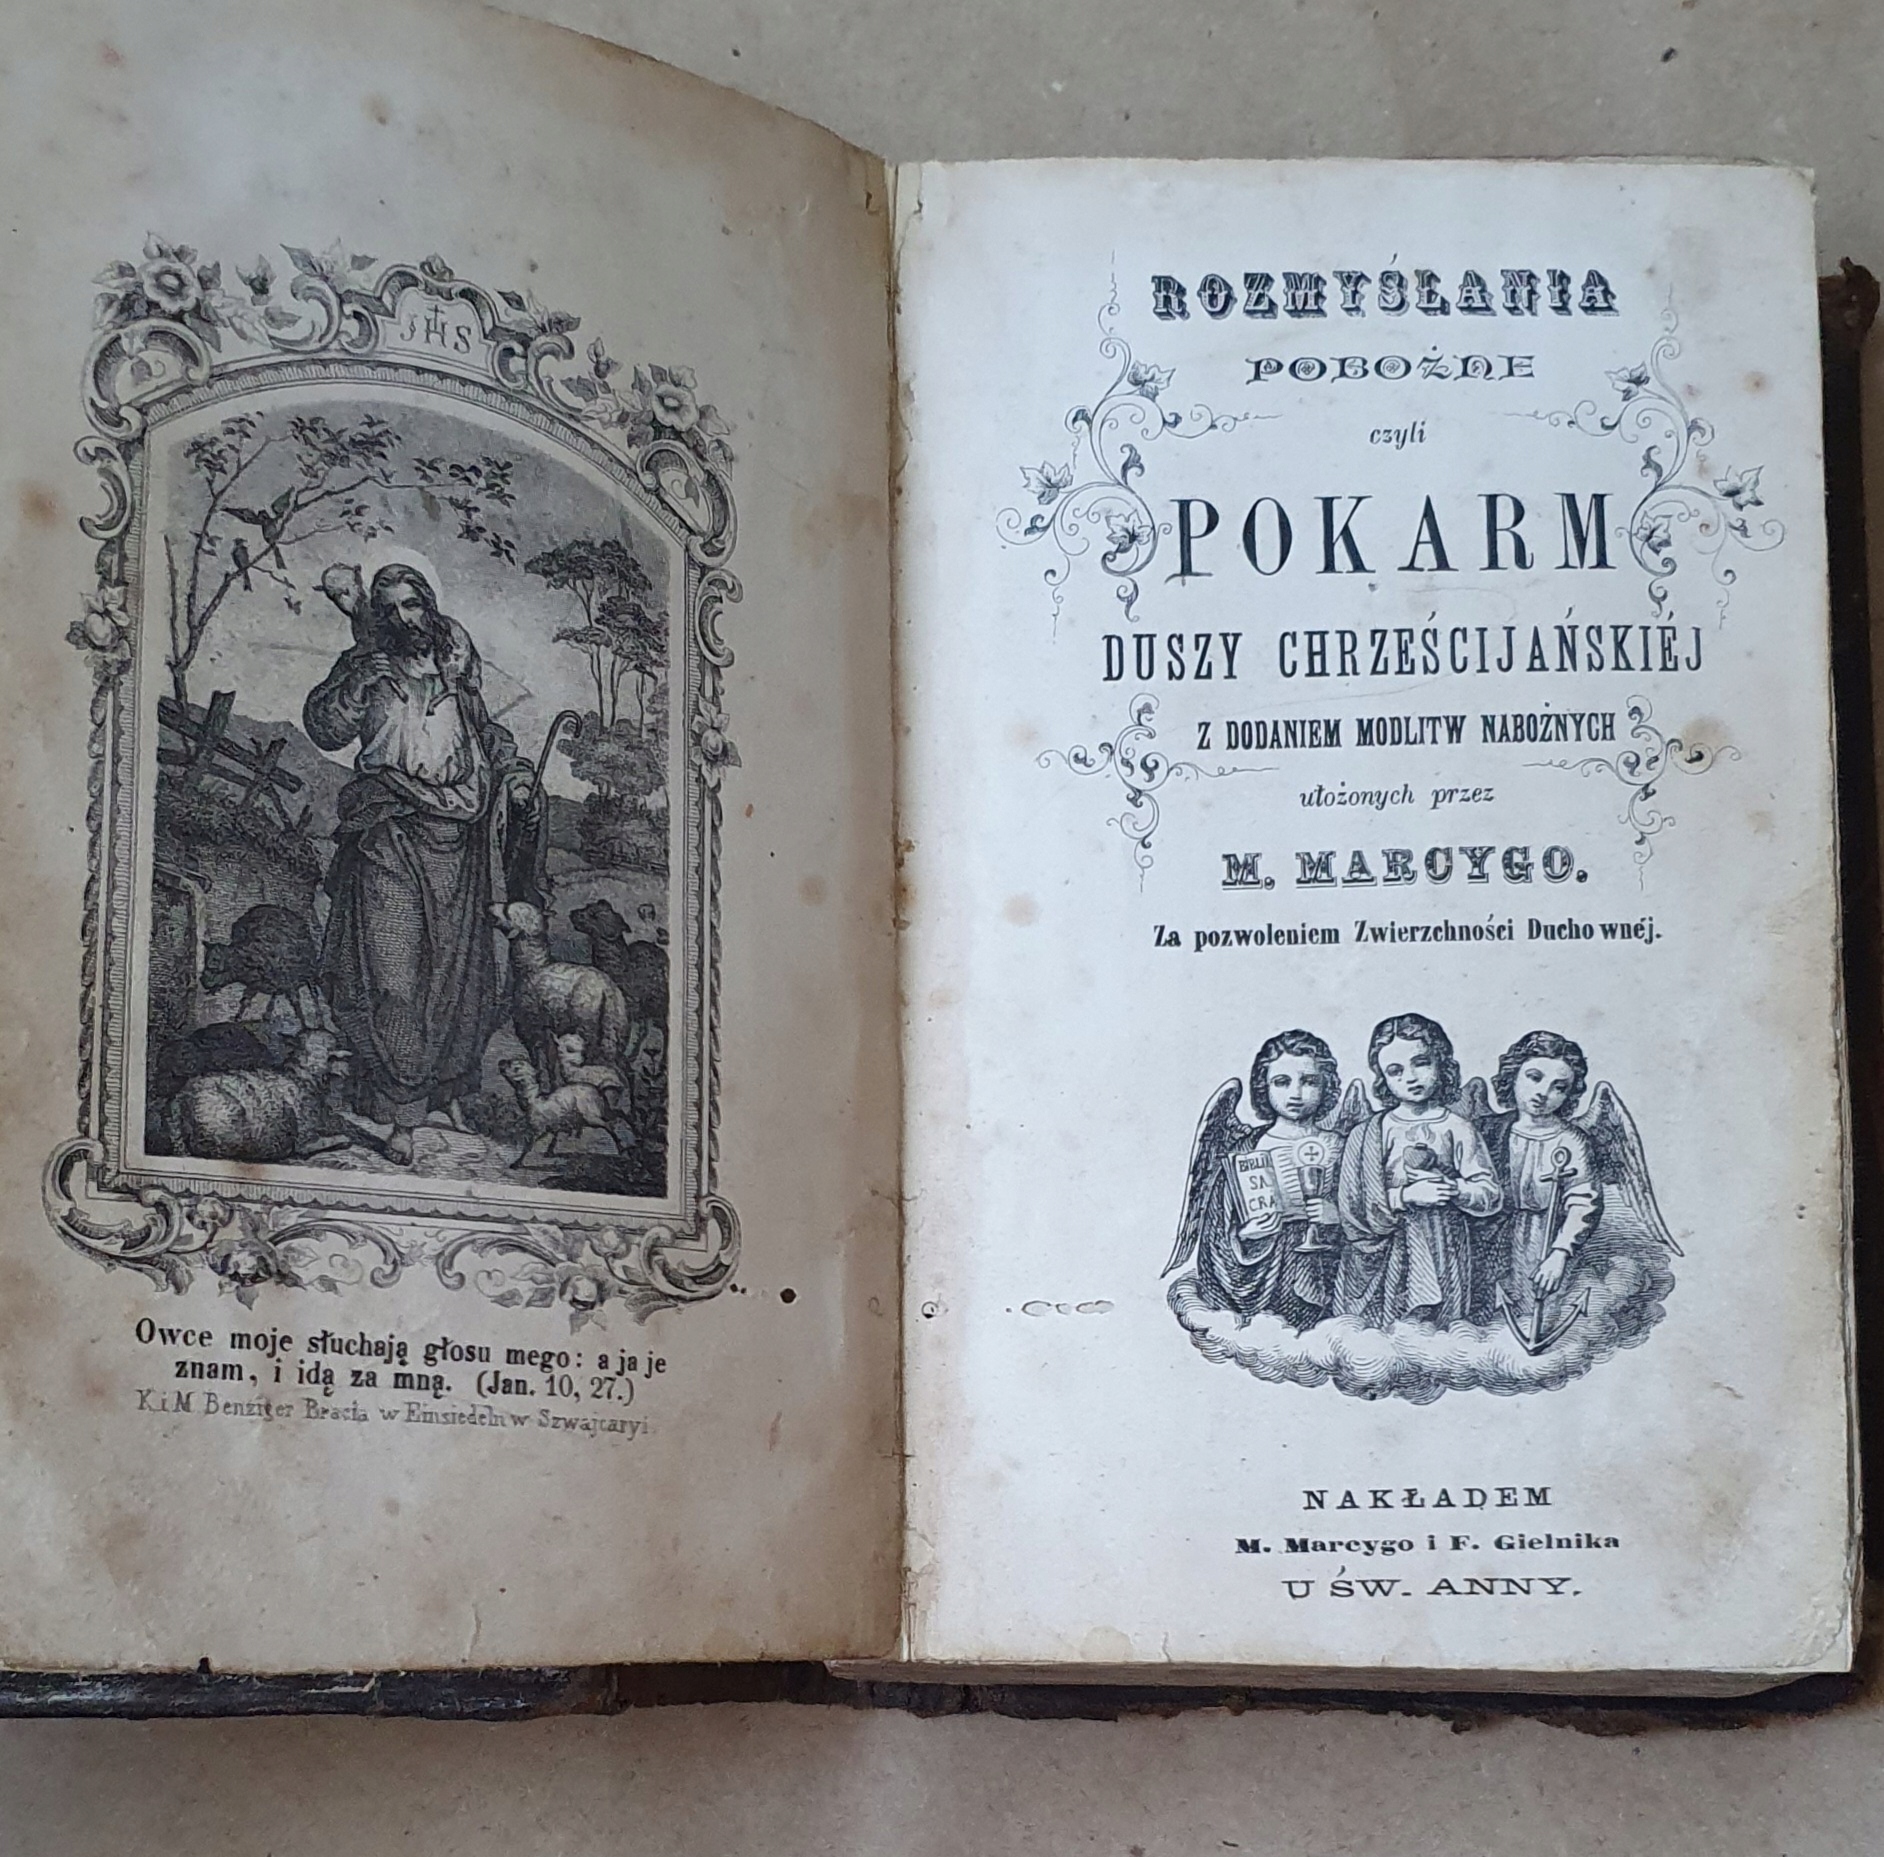 IHS
Owce moje słuchają głosu mego: a ja je
znam, i idą za mną. (Jan. 10, 27.)
K. i M. Benziger Bracia w Einsiedeln w Szwajcaryi.
ROZMYŚLANIA
POBOŻNE
czyli
POKARM
DUSZY CHRZEŚCIJAŃSKIÉJ
Z DODANIEM MODLITW NABOŻNYCH
ułożonych przez
M. MARCYGO.
Za pozwoleniem Zwierzchności Duchownéj.
BIBLIA
SA
CRA
NAKŁADEM
M. Marcygo i F. Gielnika
U ŚW. ANNY.